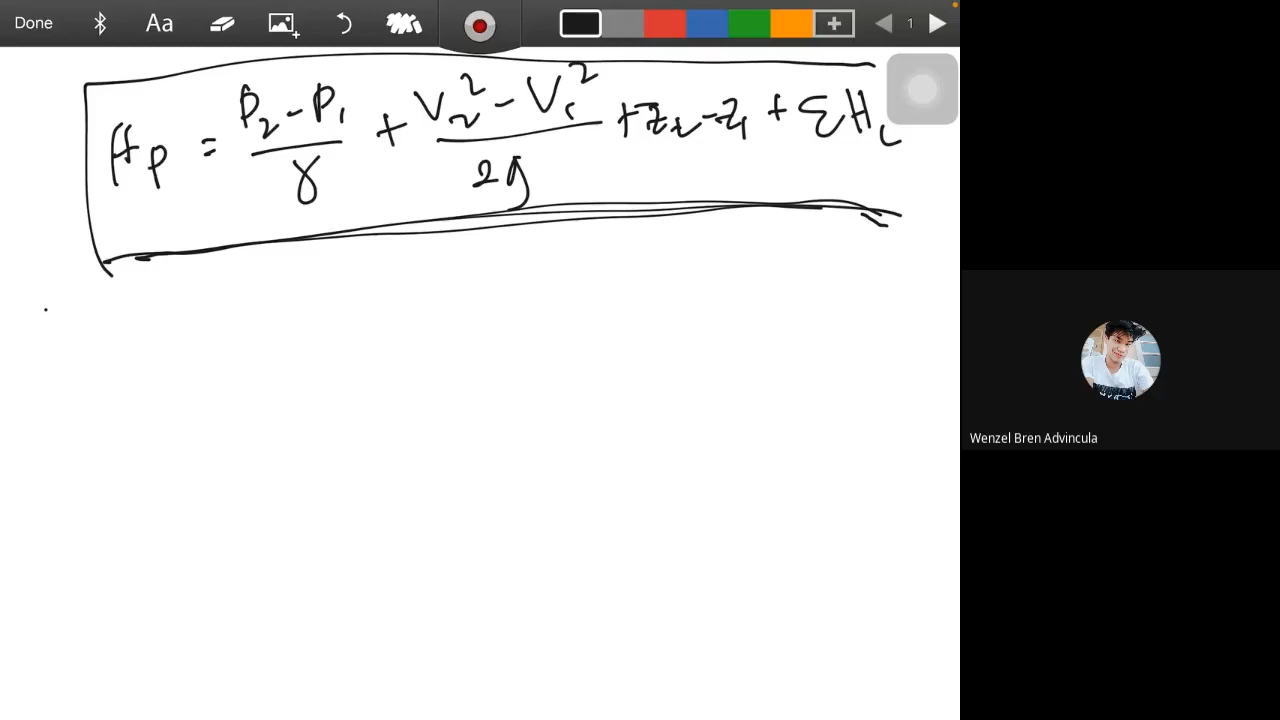 Done Aa 1
Hp = P2 - P1 / γ + V2² - V1² / 2g + Z2 - Z1 + ΣHL
Wenzel Bren Advincula